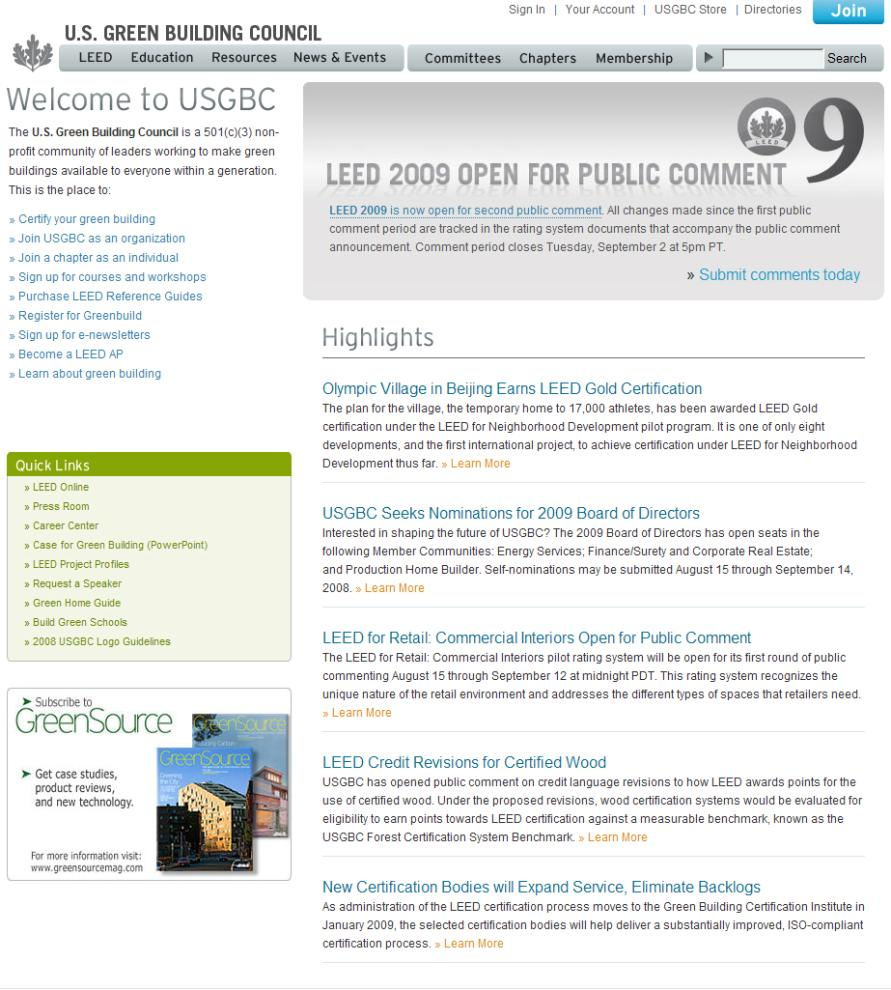 Sign In | Your Account | USGBC Store | Directories
Join
U.S. GREEN BUILDING COUNCIL
LEED Education Resources News & Events Committees Chapters Membership Search
Welcome to USGBC
The U.S. Green Building Council is a 501(c)(3) non-
profit community of leaders working to make green
buildings available to everyone within a generation.
This is the place to:
» Certify your green building
» Join USGBC as an organization
» Join a chapter as an individual
» Sign up for courses and workshops
» Purchase LEED Reference Guides
» Register for Greenbuild
» Sign up for e-newsletters
» Become a LEED AP
» Learn about green building
Quick Links
» LEED Online
» Press Room
» Career Center
» Case for Green Building (PowerPoint)
» LEED Project Profiles
» Request a Speaker
» Green Home Guide
» Build Green Schools
» 2008 USGBC Logo Guidelines
Subscribe to
GreenSource
Get case studies,
product reviews,
and new technology.
For more information visit:
www.greensourcemag.com
GreenSource
GreenSource
LEED
9
LEED 2009 OPEN FOR PUBLIC COMMENT
LEED 2009 is now open for second public comment. All changes made since the first public
comment period are tracked in the rating system documents that accompany the public comment
announcement. Comment period closes Tuesday, September 2 at 5pm PT.
» Submit comments today
Highlights
Olympic Village in Beijing Earns LEED Gold Certification
The plan for the village, the temporary home to 17,000 athletes, has been awarded LEED Gold
certification under the LEED for Neighborhood Development pilot program. It is one of only eight
developments, and the first international project, to achieve certification under LEED for Neighborhood
Development thus far. » Learn More
USGBC Seeks Nominations for 2009 Board of Directors
Interested in shaping the future of USGBC? The 2009 Board of Directors has open seats in the
following Member Communities: Energy Services; Finance/Surety and Corporate Real Estate;
and Production Home Builder. Self-nominations may be submitted August 15 through September 14,
2008. » Learn More
LEED for Retail: Commercial Interiors Open for Public Comment
The LEED for Retail: Commercial Interiors pilot rating system will be open for its first round of public
commenting August 15 through September 12 at midnight PDT. This rating system recognizes the
unique nature of the retail environment and addresses the different types of spaces that retailers need.
» Learn More
LEED Credit Revisions for Certified Wood
USGBC has opened public comment on credit language revisions to how LEED awards points for the
use of certified wood. Under the proposed revisions, wood certification systems would be evaluated for
eligibility to earn points towards LEED certification against a measurable benchmark, known as the
USGBC Forest Certification System Benchmark. » Learn More
New Certification Bodies will Expand Service, Eliminate Backlogs
As administration of the LEED certification process moves to the Green Building Certification Institute in
January 2009, the selected certification bodies will help deliver a substantially improved, ISO-compliant
certification process. » Learn More